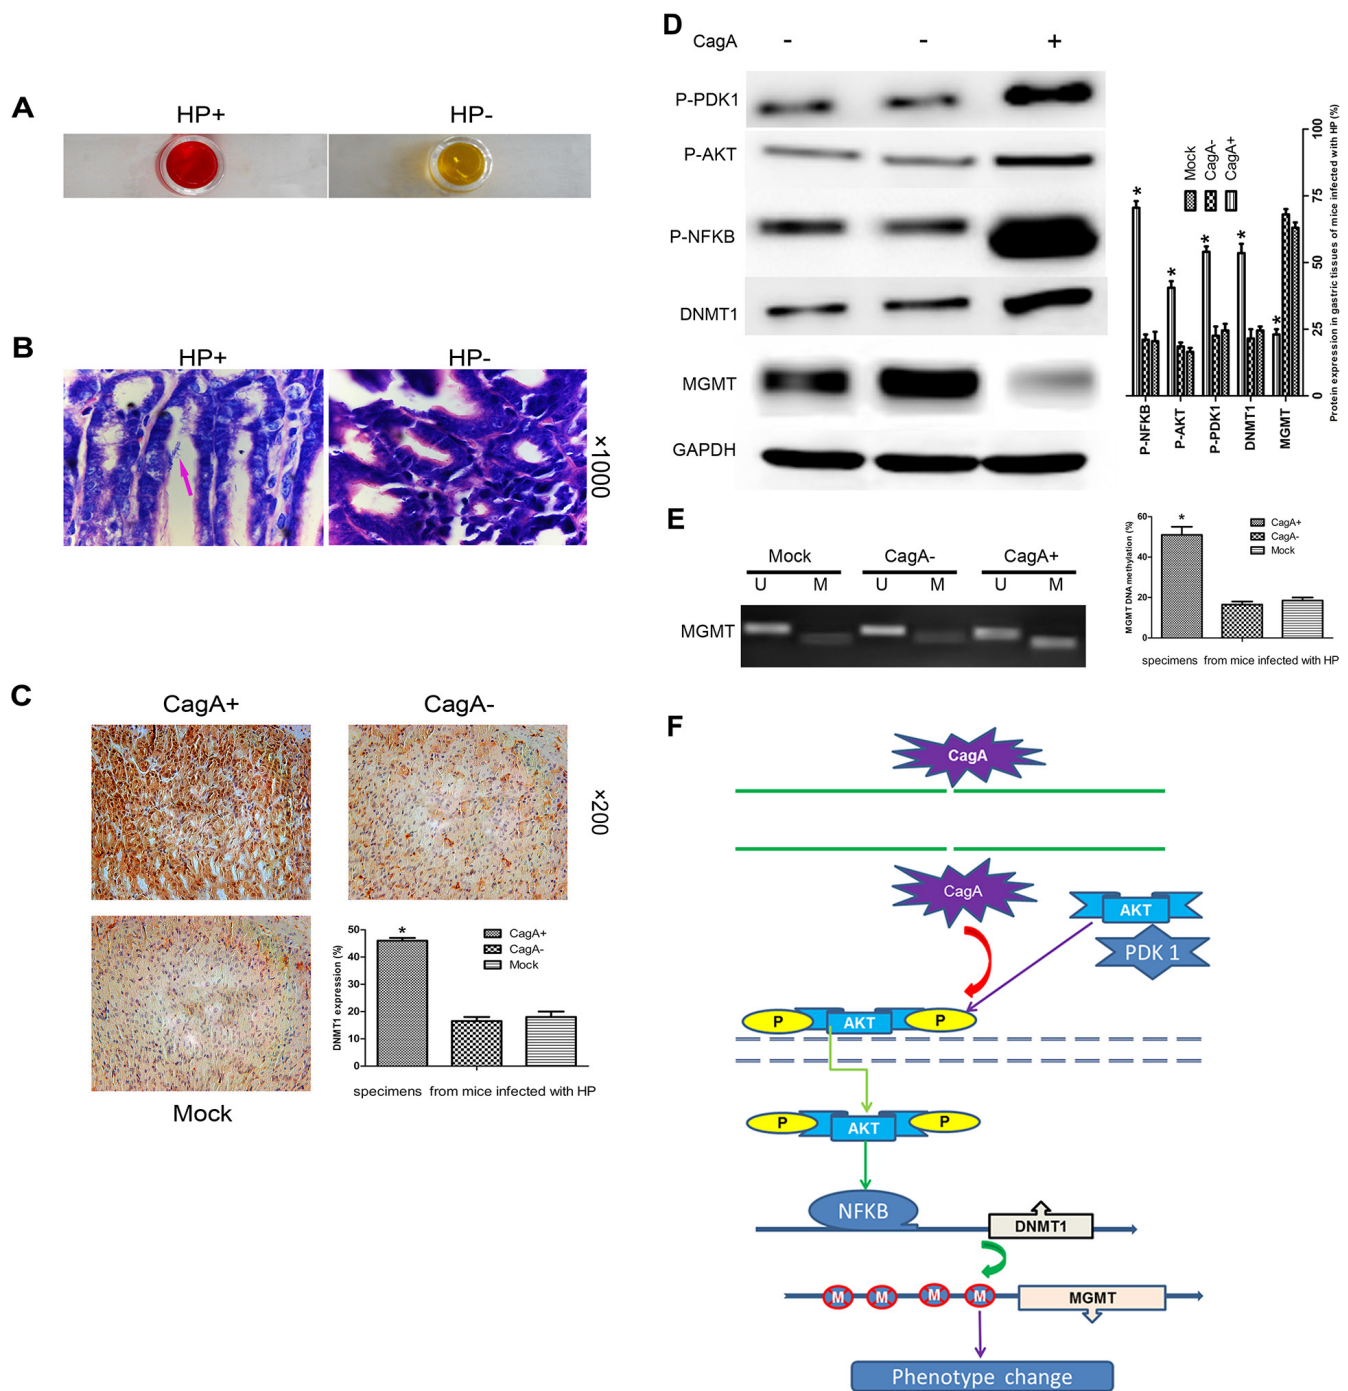 A
HP+
HP-
B
HP+
HP-
×1000
C
CagA+
CagA-
×200
Mock
DNMT1 expression (%)
50
40
30
20
10
0
*
CagA+
CagA-
Mock
specimens from mice infected with HP
D
CagA
-
-
+
P-PDK1
P-AKT
P-NFKB
DNMT1
MGMT
GAPDH
Mock
CagA-
CagA+
*
*
*
*
*
P-NFKB
P-AKT
P-PDK1
DNMT1
MGMT
0
25
50
75
100
Protein expression in gastric tissues of mice infected with HP (%)
E
Mock
CagA-
CagA+
U
M
U
M
U
M
MGMT
MGMT DNA methylation (%)
60
40
20
0
*
CagA+
CagA-
Mock
specimens from mice infected with HP
F
CagA
CagA
AKT
PDK 1
P
AKT
P
P
AKT
P
NFKB
DNMT1
M
M
M
M
MGMT
Phenotype change